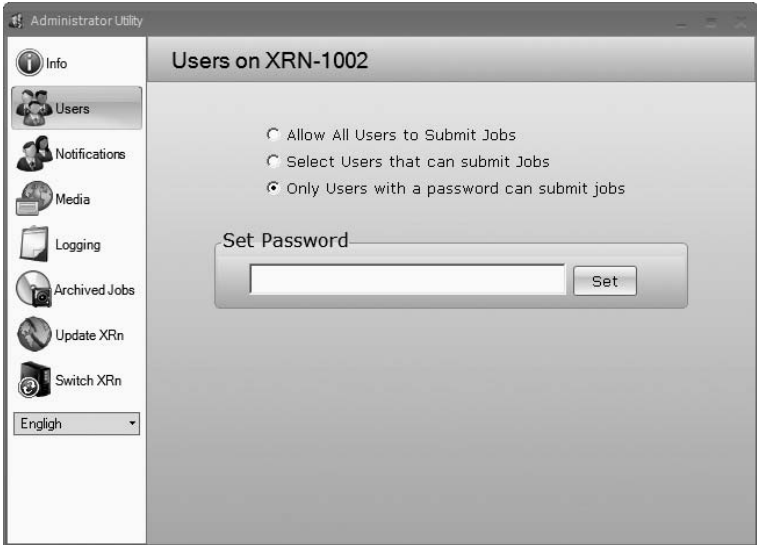 Administrator Utility
Info
Users
Notifications
Media
Logging
Archived Jobs
Update XRn
Switch XRn
Engligh
Users on XRN-1002
Allow All Users to Submit Jobs
Select Users that can submit Jobs
Only Users with a password can submit jobs
Set Password
Set